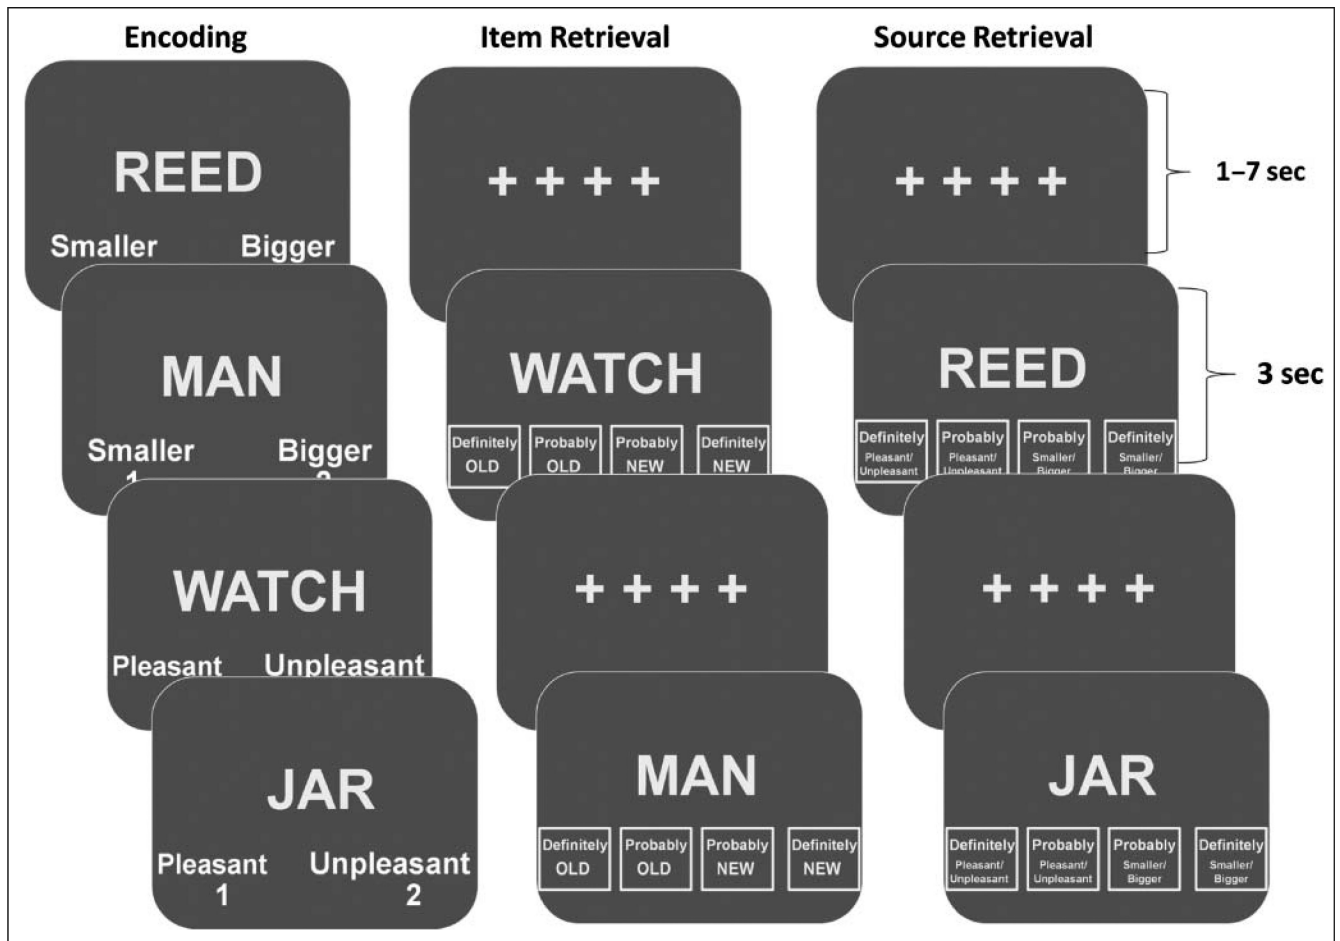 Encoding
REED
Smaller Bigger
MAN
Smaller Bigger
WATCH
Pleasant Unpleasant
JAR
Pleasant Unpleasant
1 2
Item Retrieval
+ + + +
WATCH
Definitely Probably Probably Definitely
OLD OLD NEW NEW
+ + + +
MAN
Definitely Probably Probably Definitely
OLD OLD NEW NEW
Source Retrieval
+ + + +
1–7 sec
REED
3 sec
Definitely Probably Probably Definitely
Pleasant/ Pleasant/ Smaller/ Smaller/
Unpleasant Unpleasant Bigger Bigger
+ + + +
JAR
Definitely Probably Probably Definitely
Pleasant/ Pleasant/ Smaller/ Smaller/
Unpleasant Unpleasant Bigger Bigger